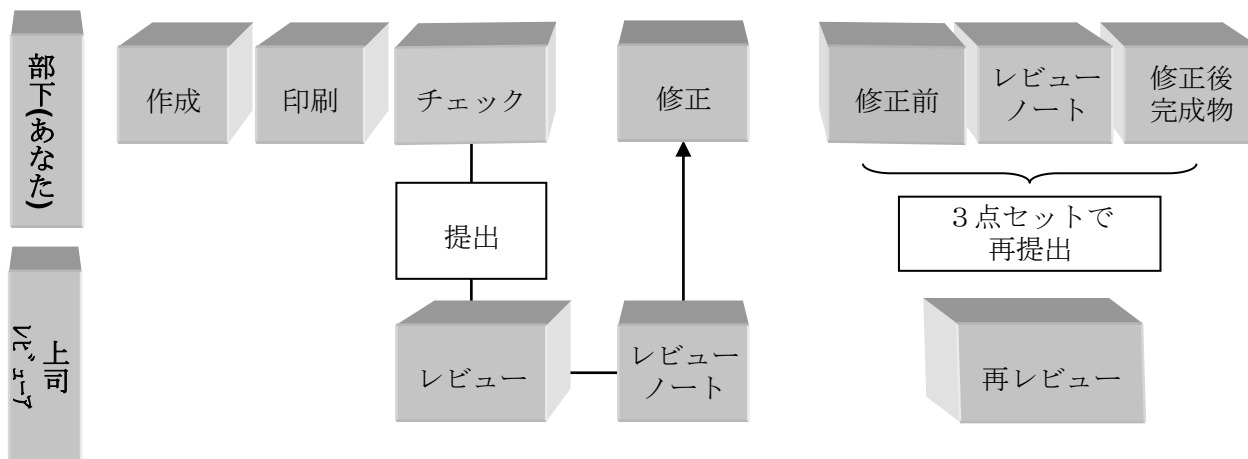 部下(あなた)
作成
印刷
チェック
修正
修正前
レビュー
ノート
修正後
完成物
提出
3点セットで
再提出
上司
レビューア
レビュー
レビュー
ノート
再レビュー